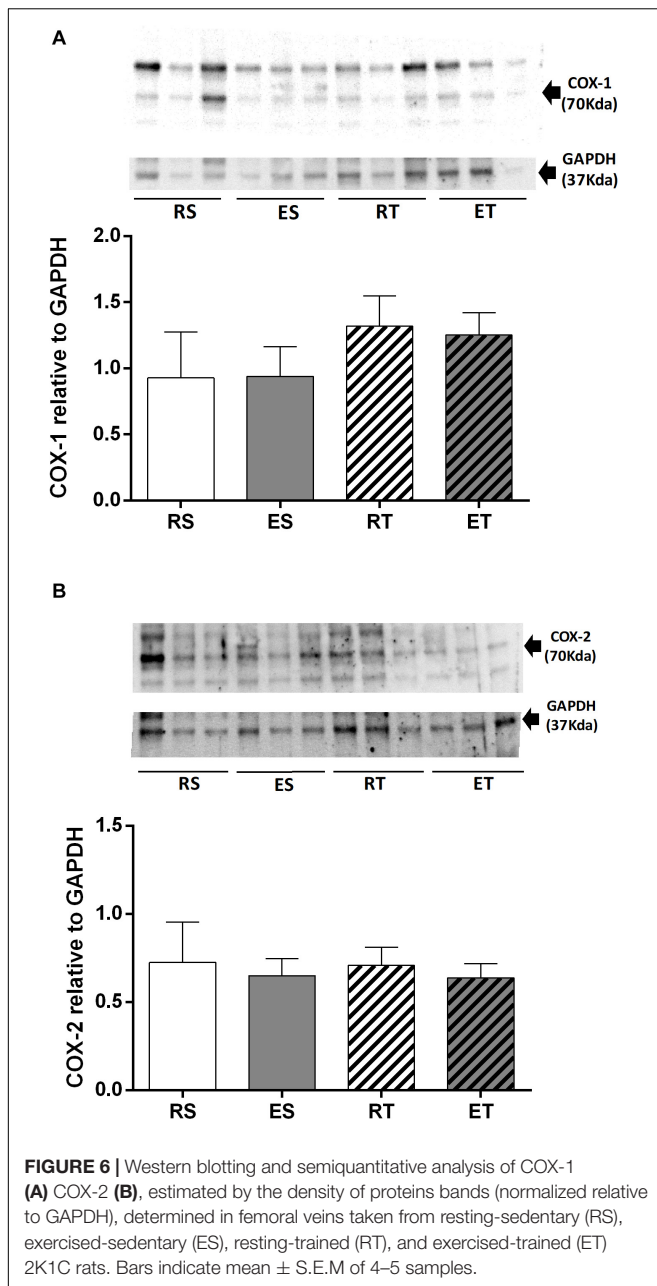 A
COX-1
(70Kda)
GAPDH
(37Kda)
RS ES RT ET
COX-1 relative to GAPDH
2.0
1.5
1.0
0.5
0.0
RS ES RT ET
B
COX-2
(70Kda)
GAPDH
(37Kda)
RS ES RT ET
COX-2 relative to GAPDH
1.5
1.0
0.5
0.0
RS ES RT ET
FIGURE 6 | Western blotting and semiquantitative analysis of COX-1
(A) COX-2 (B), estimated by the density of proteins bands (normalized relative
to GAPDH), determined in femoral veins taken from resting-sedentary (RS),
exercised-sedentary (ES), resting-trained (RT), and exercised-trained (ET)
2K1C rats. Bars indicate mean ± S.E.M of 4–5 samples.